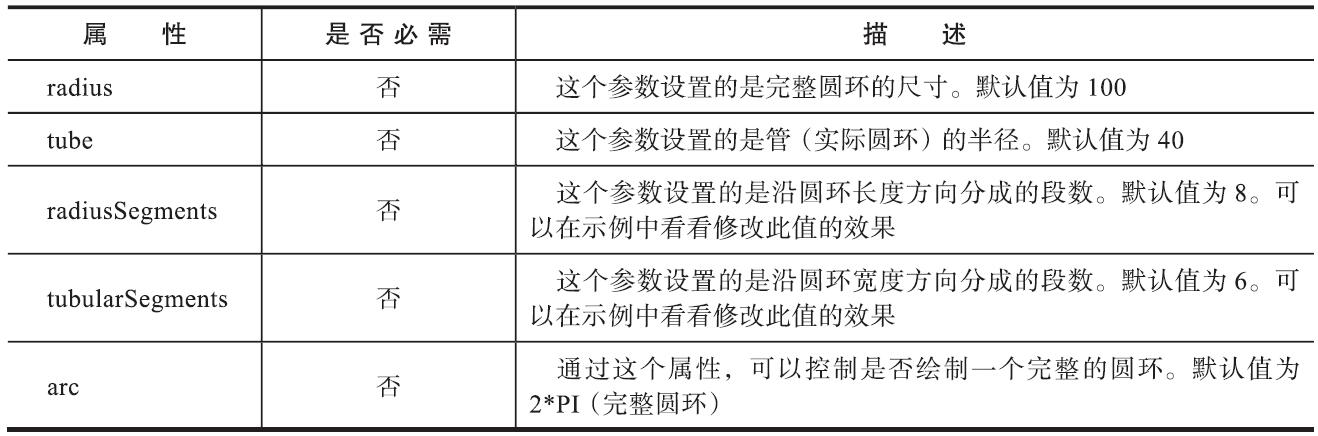 属 性 是否必需 描 述
radius 否 这个参数设置的是完整圆环的尺寸。默认值为 100
tube 否 这个参数设置的是管（实际圆环）的半径。默认值为 40
radiusSegments 否 这个参数设置的是沿圆环长度方向分成的段数。默认值为 8。可
以在示例中看看修改此值的效果
tubularSegments 否 这个参数设置的是沿圆环宽度方向分成的段数。默认值为 6。可
以在示例中看看修改此值的效果
arc 否 通过这个属性，可以控制是否绘制一个完整的圆环。默认值为
2*PI（完整圆环）